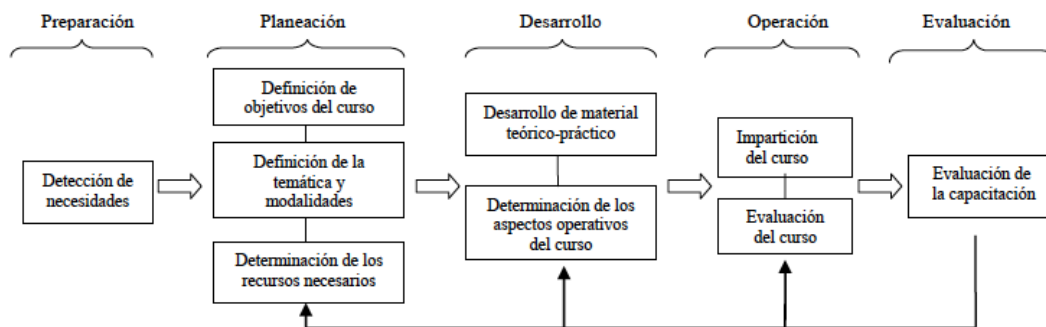 Preparación
Planeación
Desarrollo
Operación
Evaluación
Detección de
necesidades
Definición de
objetivos del curso
Definición de la
temática y
modalidades
Determinación de los
recursos necesarios
Desarrollo de material
teórico-práctico
Determinación de los
aspectos operativos
del curso
Impartición
del curso
Evaluación
del curso
Evaluación de
la capacitación